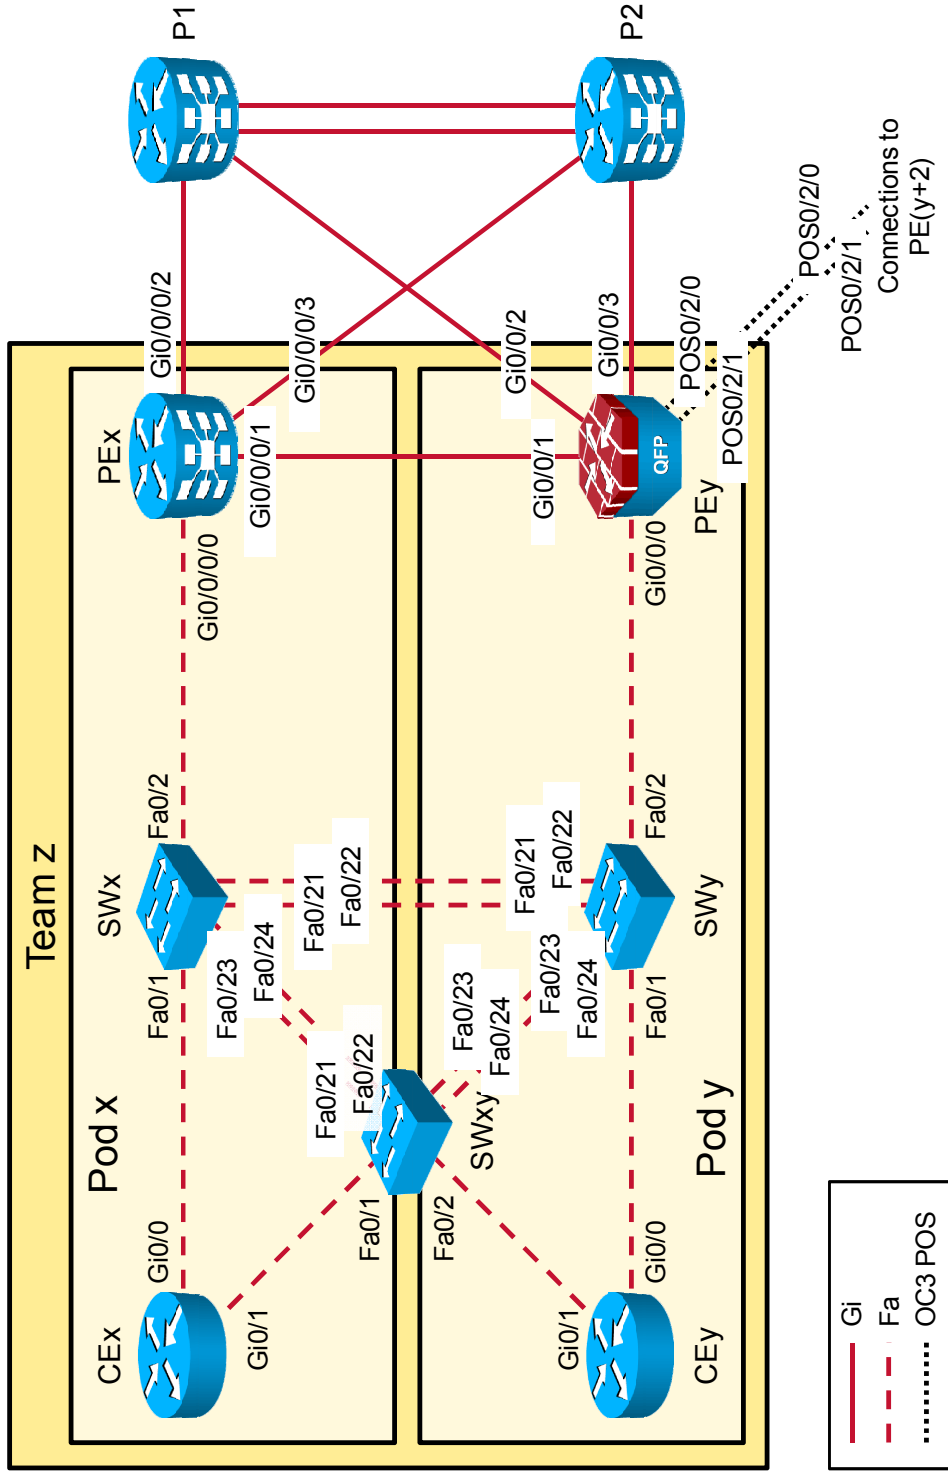 Team z
Pod x
CEx
Gi0/0
Gi0/1
Fa0/1
SWx
Fa0/2
Fa0/23
Fa0/24
Fa0/21
Fa0/22
Fa0/21
Fa0/22
Gi0/0/0/0
PEx
Gi0/0/0/1
Gi0/0/0/2
Gi0/0/0/3
P1
Fa0/1
Fa0/2
SWxy
Fa0/23
Fa0/24
Pod y
CEy
Gi0/1
Gi0/0
Fa0/1
SWy
Fa0/2
Fa0/21
Fa0/22
Fa0/23
Fa0/24
Gi0/0/0
PEy
QFP
Gi0/0/1
Gi0/0/2
Gi0/0/3
POS0/2/0
POS0/2/1
P2
POS0/2/0
POS0/2/1
Connections to
PE(y+2)
Gi
Fa
OC3 POS